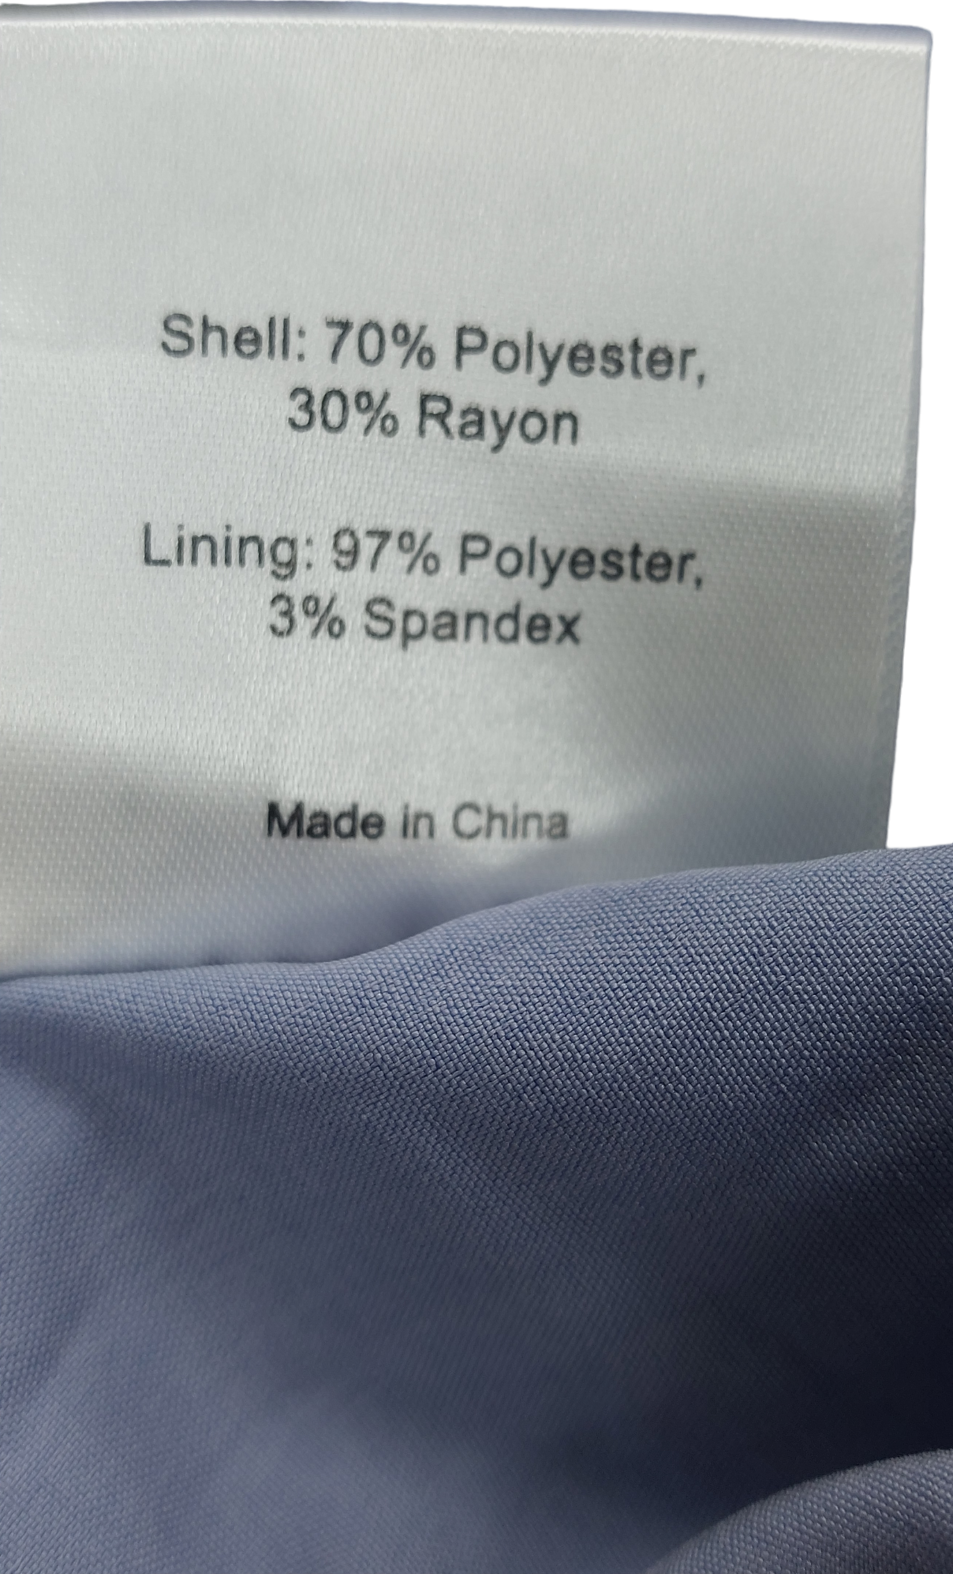 Shell: 70% Polyester,
30% Rayon
Lining: 97% Polyester,
3% Spandex
Made in China